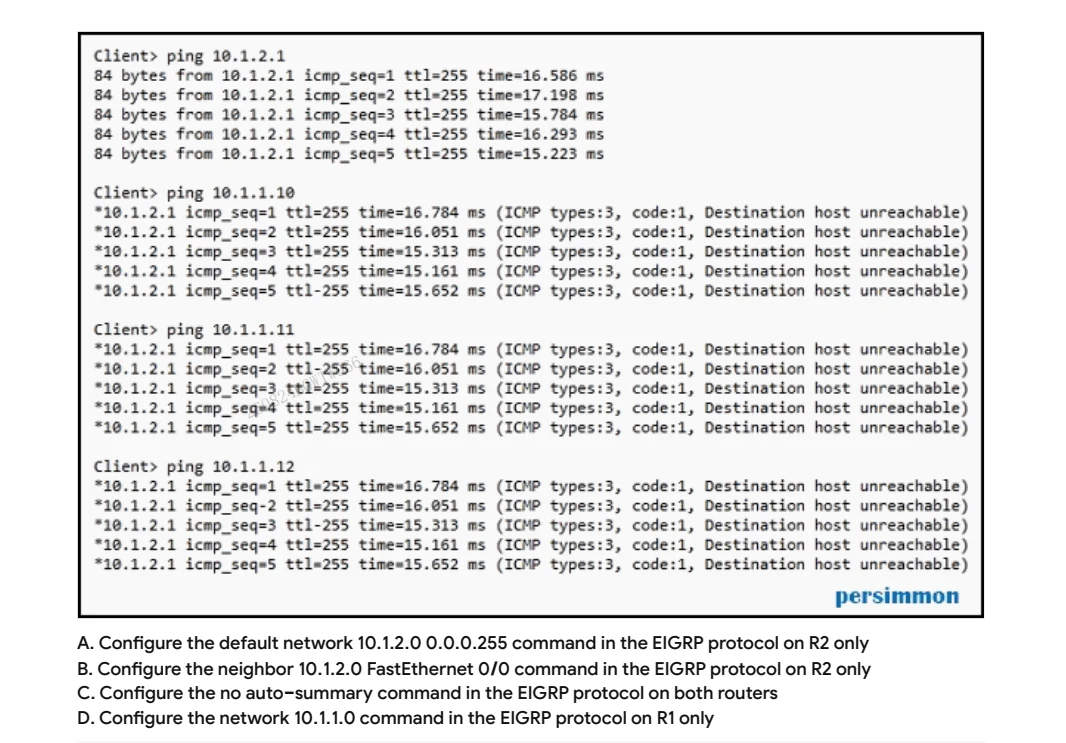 Client> ping 10.1.2.1
84 bytes from 10.1.2.1 icmp_seq=1 ttl=255 time=16.586 ms
84 bytes from 10.1.2.1 icmp_seq=2 ttl=255 time=17.198 ms
84 bytes from 10.1.2.1 icmp_seq=3 ttl=255 time=15.784 ms
84 bytes from 10.1.2.1 icmp_seq=4 ttl=255 time=16.293 ms
84 bytes from 10.1.2.1 icmp_seq=5 ttl=255 time=15.223 ms
Client> ping 10.1.1.10
*10.1.2.1 icmp_seq=1 ttl=255 time=16.784 ms (ICMP types:3, code:1, Destination host unreachable)
*10.1.2.1 icmp_seq=2 ttl=255 time=16.051 ms (ICMP types:3, code:1, Destination host unreachable)
*10.1.2.1 icmp_seq=3 ttl=255 time=15.313 ms (ICMP types:3, code:1, Destination host unreachable)
*10.1.2.1 icmp_seq=4 ttl=255 time=15.161 ms (ICMP types:3, code:1, Destination host unreachable)
*10.1.2.1 icmp_seq=5 ttl-255 time=15.652 ms (ICMP types:3, code:1, Destination host unreachable)
Client> ping 10.1.1.11
*10.1.2.1 icmp_seq=1 ttl=255 time=16.784 ms (ICMP types:3, code:1, Destination host unreachable)
*10.1.2.1 icmp_seq=2 ttl-255 time=16.051 ms (ICMP types:3, code:1, Destination host unreachable)
*10.1.2.1 icmp_seq=3 ttl=255 time=15.313 ms (ICMP types:3, code:1, Destination host unreachable)
*10.1.2.1 icmp_seq=4 ttl=255 time=15.161 ms (ICMP types:3, code:1, Destination host unreachable)
*10.1.2.1 icmp_seq=5 ttl=255 time=15.652 ms (ICMP types:3, code:1, Destination host unreachable)
Client> ping 10.1.1.12
*10.1.2.1 icmp_seq=1 ttl=255 time=16.784 ms (ICMP types:3, code:1, Destination host unreachable)
*10.1.2.1 icmp_seq-2 ttl=255 time=16.051 ms (ICMP types:3, code:1, Destination host unreachable)
*10.1.2.1 icmp_seq=3 ttl-255 time=15.313 ms (ICMP types:3, code:1, Destination host unreachable)
*10.1.2.1 icmp_seq=4 ttl=255 time=15.161 ms (ICMP types:3, code:1, Destination host unreachable)
*10.1.2.1 icmp_seq=5 ttl=255 time=15.652 ms (ICMP types:3, code:1, Destination host unreachable)
persimmon
A. Configure the default network 10.1.2.0 0.0.0.255 command in the EIGRP protocol on R2 only
B. Configure the neighbor 10.1.2.0 FastEthernet 0/0 command in the EIGRP protocol on R2 only
C. Configure the no auto-summary command in the EIGRP protocol on both routers
D. Configure the network 10.1.1.0 command in the EIGRP protocol on R1 only